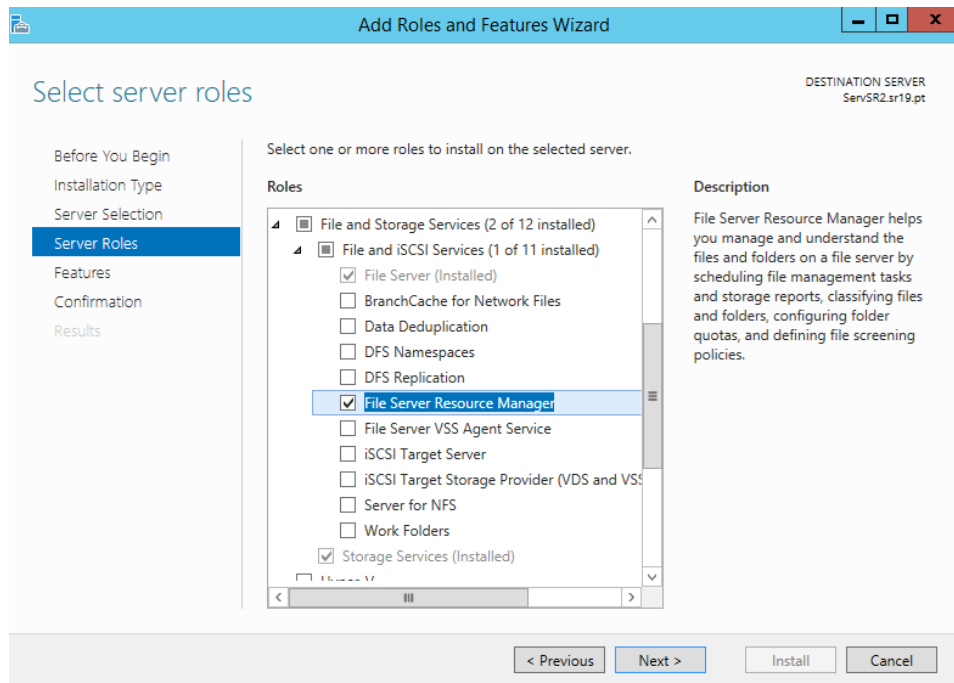 Add Roles and Features Wizard
Select server roles
DESTINATION SERVER
ServSR2.sr19.pt
Before You Begin
Installation Type
Server Selection
Server Roles
Features
Confirmation
Results
Select one or more roles to install on the selected server.
Roles
File and Storage Services (2 of 12 installed)
File and iSCSI Services (1 of 11 installed)
File Server (Installed)
BranchCache for Network Files
Data Deduplication
DFS Namespaces
DFS Replication
File Server Resource Manager
File Server VSS Agent Service
iSCSI Target Server
iSCSI Target Storage Provider (VDS and VSS
Server for NFS
Work Folders
Storage Services (Installed)
Hyper-V
Description
File Server Resource Manager helps
you manage and understand the
files and folders on a file server by
scheduling file management tasks
and storage reports, classifying files
and folders, configuring folder
quotas, and defining file screening
policies.
< Previous
Next >
Install
Cancel